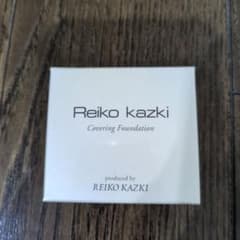 Reiko kazki
Covering Foundation
produced by
REIKO KAZKI